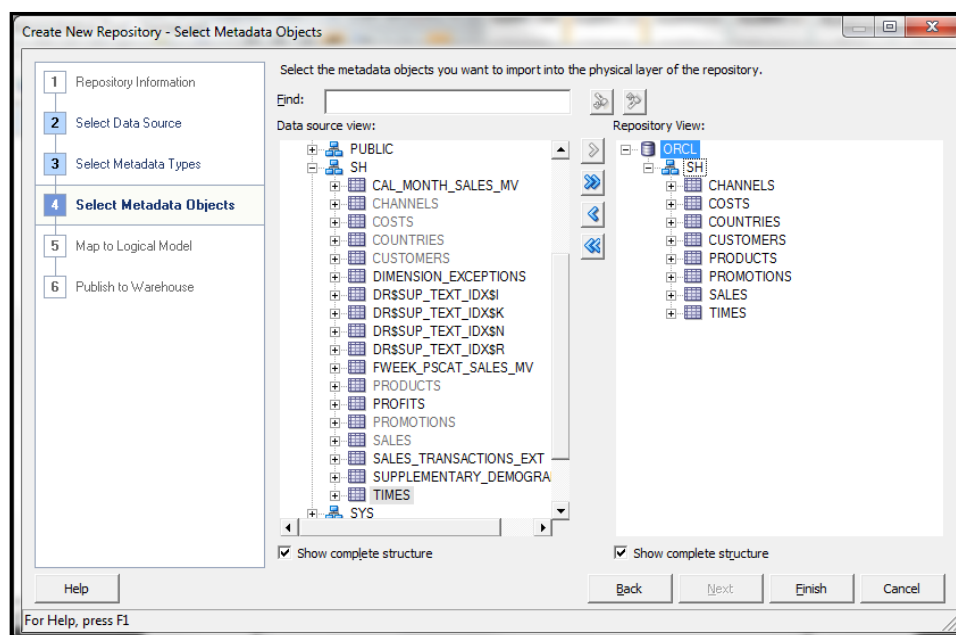 Create New Repository - Select Metadata Objects
1 Repository Information
2 Select Data Source
3 Select Metadata Types
4 Select Metadata Objects
5 Map to Logical Model
6 Publish to Warehouse
Select the metadata objects you want to import into the physical layer of the repository.
Find:
Data source view:
PUBLIC
SH
CAL_MONTH_SALES_MV
CHANNELS
COSTS
COUNTRIES
CUSTOMERS
DIMENSION_EXCEPTIONS
DR$SUP_TEXT_IDX$I
DR$SUP_TEXT_IDX$K
DR$SUP_TEXT_IDX$N
DR$SUP_TEXT_IDX$R
FWEEK_PSCAT_SALES_MV
PRODUCTS
PROFITS
PROMOTIONS
SALES
SALES_TRANSACTIONS_EXT
SUPPLEMENTARY_DEMOGRA
TIMES
SYS
Show complete structure
Repository View:
ORCL
SH
CHANNELS
COSTS
COUNTRIES
CUSTOMERS
PRODUCTS
PROMOTIONS
SALES
TIMES
Show complete structure
Help
Back
Next
Finish
Cancel
For Help, press F1